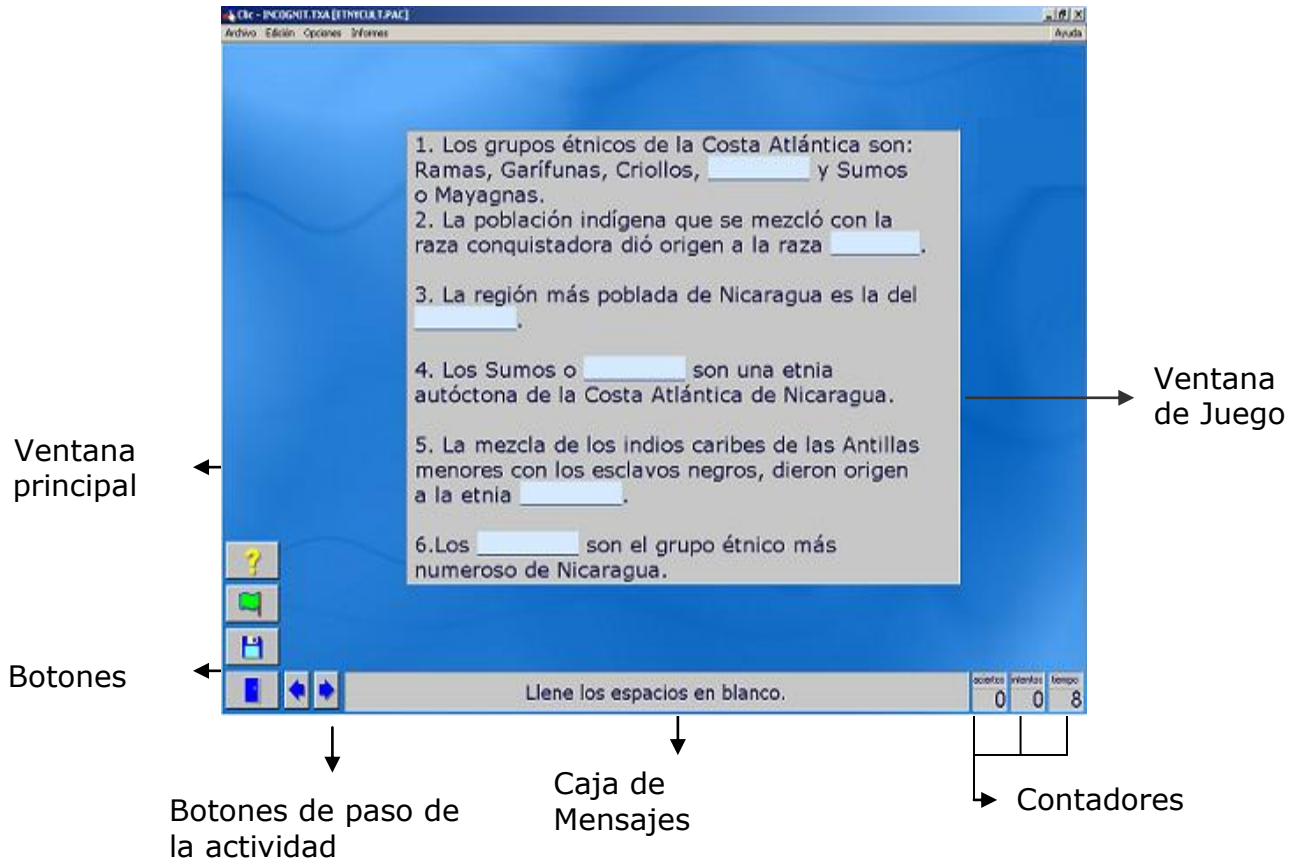 Clic - INCOGNIT.TXA [ETNYCULT.PAC]
Archivo Edición Opciones Informes Ayuda
1. Los grupos étnicos de la Costa Atlántica son:
Ramas, Garífunas, Criollos, ________ y Sumos
o Mayagnas.
2. La población indígena que se mezcló con la
raza conquistadora dió origen a la raza ________.
3. La región más poblada de Nicaragua es la del
________.
4. Los Sumos o ________ son una etnia
autóctona de la Costa Atlántica de Nicaragua.
5. La mezcla de los indios caribes de las Antillas
menores con los esclavos negros, dieron origen
a la etnia ________.
6.Los ________ son el grupo étnico más
numeroso de Nicaragua.
Ventana
de Juego
Ventana
principal
Botones
Llene los espacios en blanco.
aciertos intentos tiempo
0 0 8
Botones de paso de
la actividad
Caja de
Mensajes
Contadores